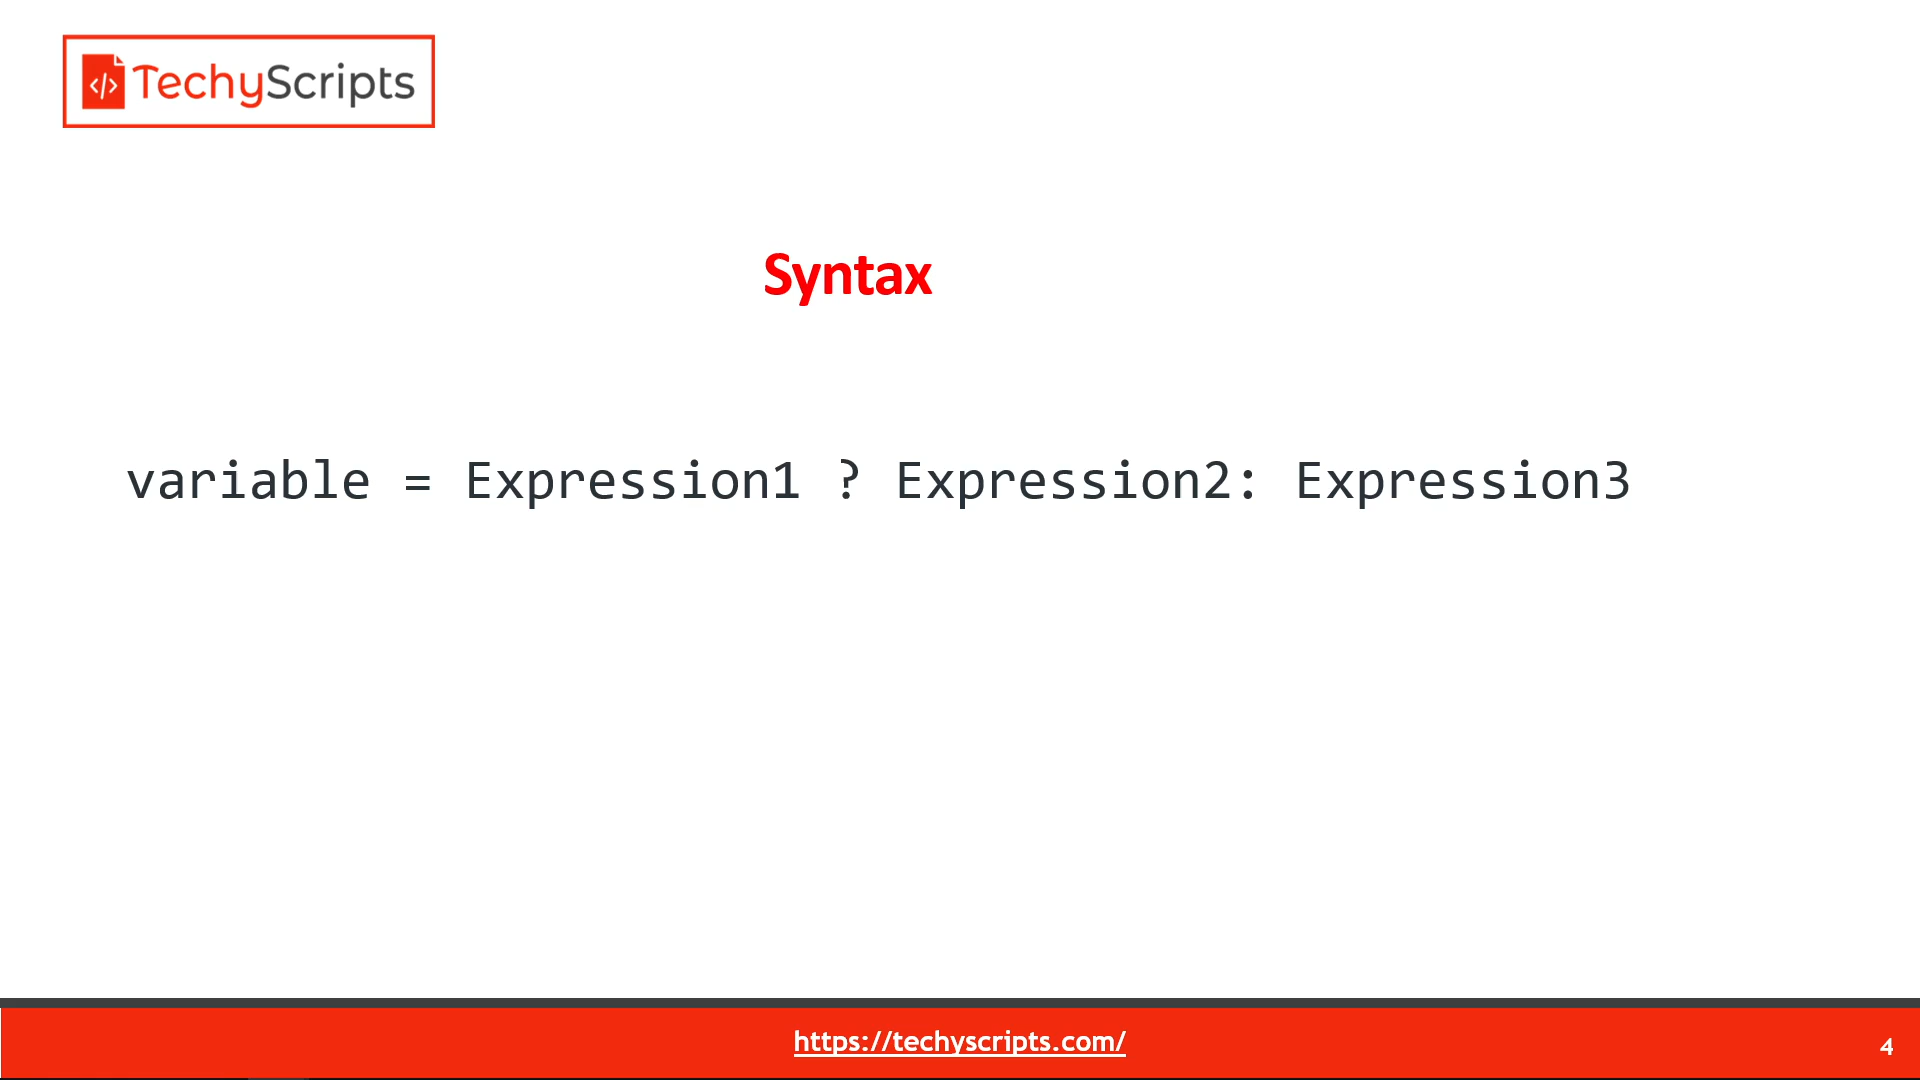 </> TechyScripts
Syntax
variable = Expression1 ? Expression2: Expression3
https://techyscripts.com/
4